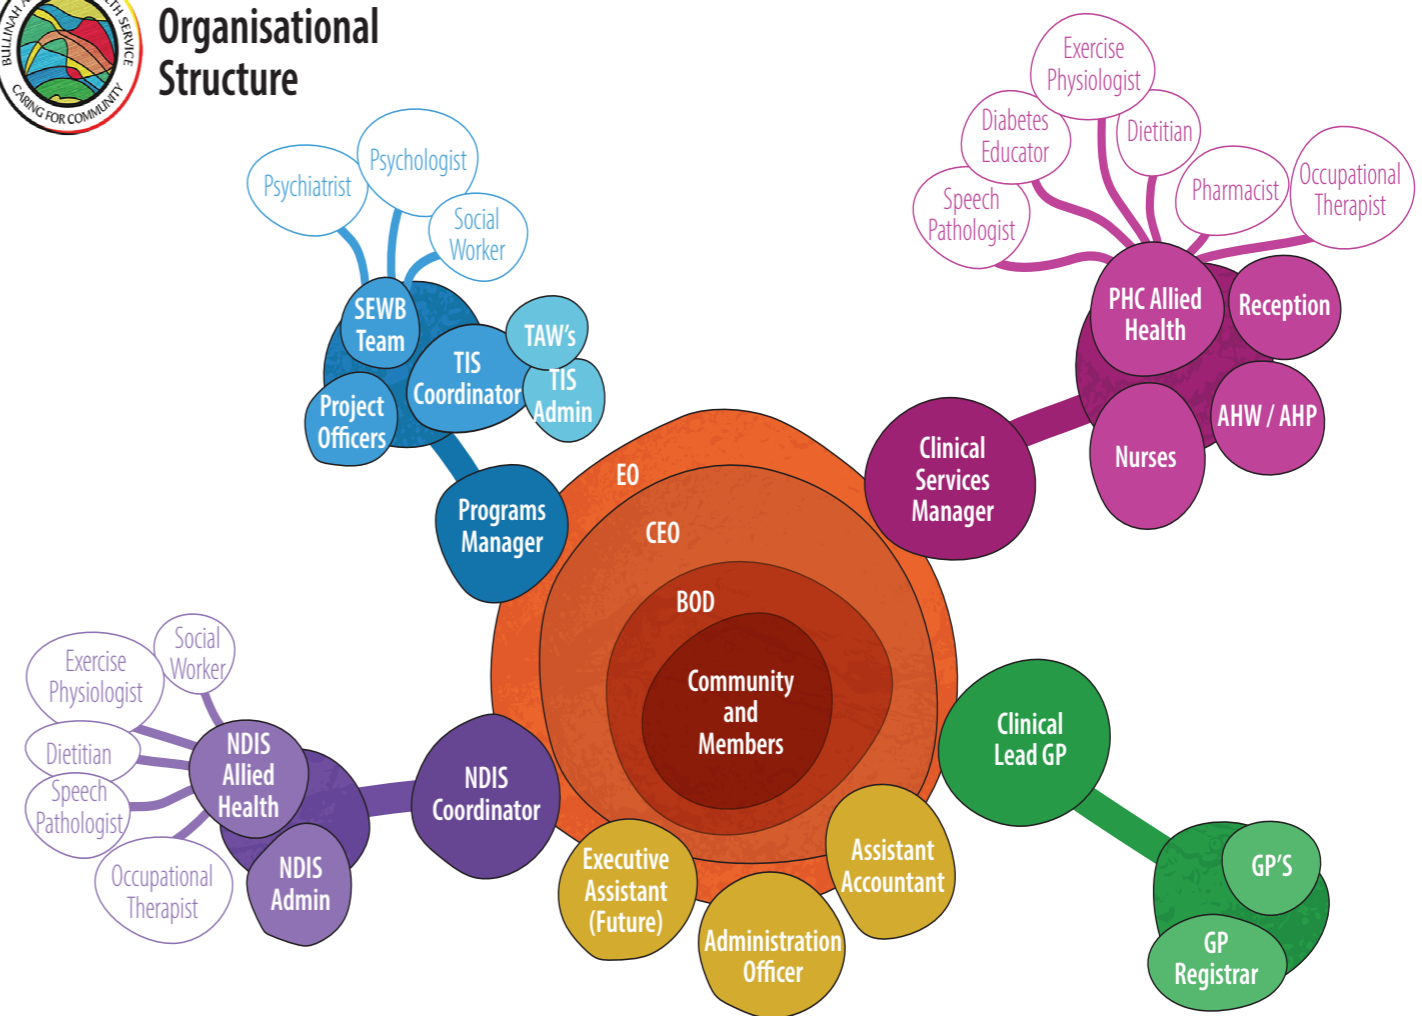 BULLINAH A
LTH SERVICE
CARING FOR COMMUNITY
Organisational
Structure
Psychiatrist
Psychologist
Social
Worker
SEWB
Team
TIS
Coordinator
TAW's
TIS
Admin
Project
Officers
Programs
Manager
Exercise
Physiologist
Diabetes
Educator
Dietitian
Speech
Pathologist
Pharmacist
Occupational
Therapist
PHC Allied
Health
Reception
AHW / AHP
Nurses
Clinical
Services
Manager
EO
CEO
BOD
Community
and
Members
Social
Worker
Exercise
Physiologist
Dietitian
Speech
Pathologist
Occupational
Therapist
NDIS
Allied
Health
NDIS
Admin
NDIS
Coordinator
Executive
Assistant
(Future)
Administration
Officer
Assistant
Accountant
Clinical
Lead GP
GP'S
GP
Registrar